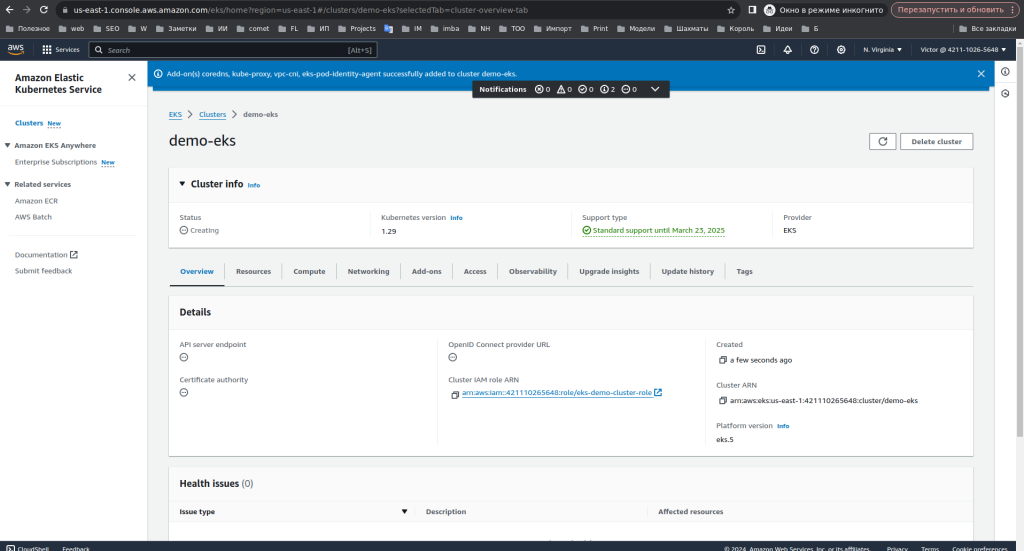 us-east-1.console.aws.amazon.com/eks/home?region=us-east-1#/clusters/demo-eks?selectedTab=cluster-overview-tab
Окно в режиме инкогнито
Перезапустить и обновить
Полезное web SEO W Заметки ИИ comet FL ИП Projects IM imba NH ТОО Импорт Print Модели Шахматы Король Идеи Б Все закладки
aws Services Search [Alt+S] N. Virginia Victor @ 4211-1026-5648
Amazon Elastic
Kubernetes Service
Clusters New
Amazon EKS Anywhere
Enterprise Subscriptions New
Related services
Amazon ECR
AWS Batch
Documentation
Submit feedback
Add-on(s) coredns, kube-proxy, vpc-cni, eks-pod-identity-agent successfully added to cluster demo-eks.
Notifications 0 0 0 2 0
EKS Clusters demo-eks
demo-eks
Delete cluster
Cluster info Info
Status
Creating
Kubernetes version Info
1.29
Support type
Standard support until March 23, 2025
Provider
EKS
Overview Resources Compute Networking Add-ons Access Observability Upgrade insights Update history Tags
Details
API server endpoint
Certificate authority
OpenID Connect provider URL
Cluster IAM role ARN
arn:aws:iam::421110265648:role/eks-demo-cluster-role
Created
a few seconds ago
Cluster ARN
arn:aws:eks:us-east-1:421110265648:cluster/demo-eks
Platform version Info
eks.5
Health issues (0)
Issue type Description Affected resources
CloudShell Feedback © 2024, Amazon Web Services, Inc. or its affiliates. Privacy Terms Cookie preferences